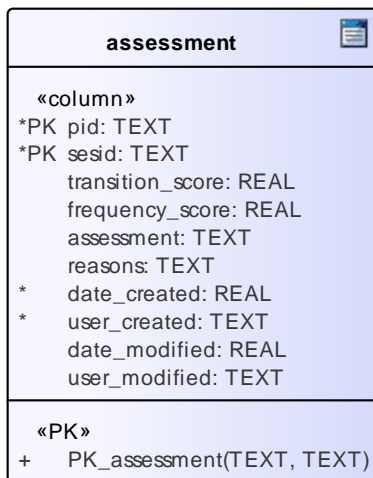 assessment
«column»
*PK pid: TEXT
*PK sesid: TEXT
transition_score: REAL
frequency_score: REAL
assessment: TEXT
reasons: TEXT
* date_created: REAL
* user_created: TEXT
date_modified: REAL
user_modified: TEXT
«PK»
+ PK_assessment(TEXT, TEXT)